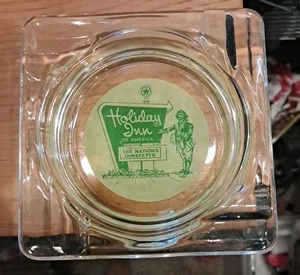 Holiday
Inn
OF AMERICA
THE NATION'S
INNKEEPER